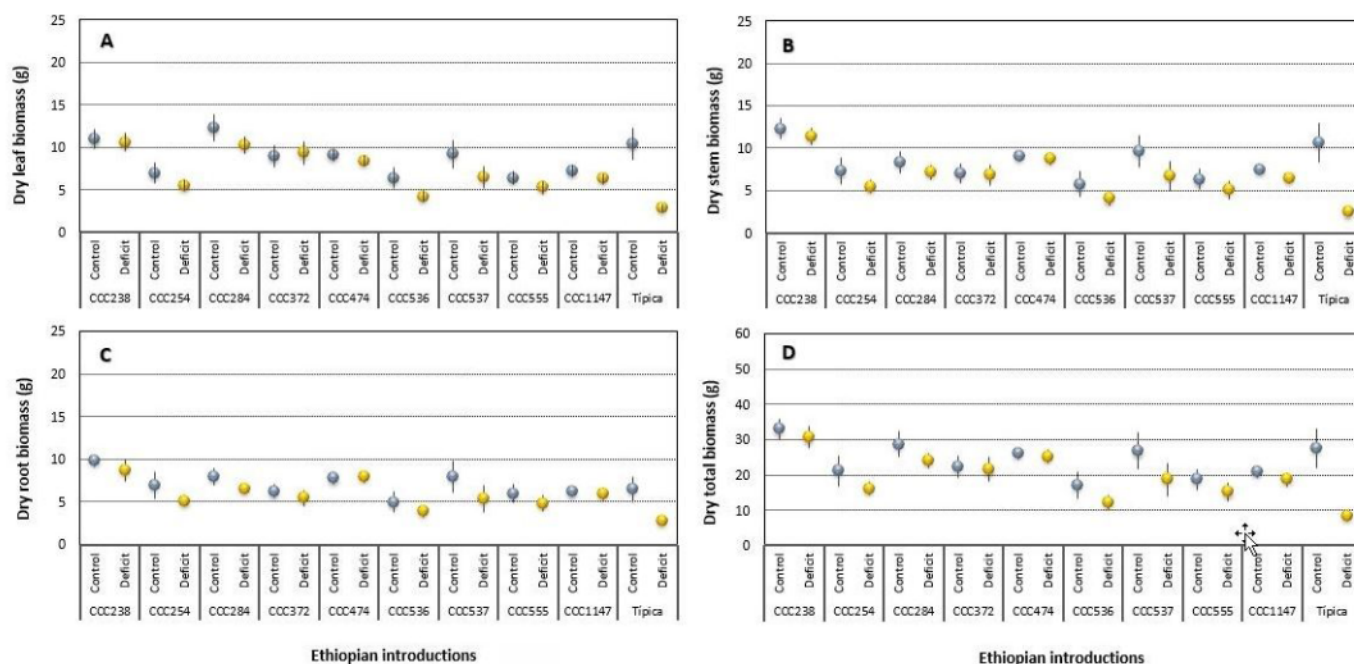 A
Dry leaf biomass (g)
25
20
15
10
5
0
Control Deficit Control Deficit Control Deficit Control Deficit Control Deficit Control Deficit Control Deficit Control Deficit Control Deficit Control Deficit
CCC238 CCC254 CCC284 CCC372 CCC474 CCC536 CCC537 CCC555 CCC1147 Típica
B
Dry stem biomass (g)
25
20
15
10
5
0
Control Deficit Control Deficit Control Deficit Control Deficit Control Deficit Control Deficit Control Deficit Control Deficit Control Deficit Control Deficit
CCC238 CCC254 CCC284 CCC372 CCC474 CCC536 CCC537 CCC555 CCC1147 Típica
C
Dry root biomass (g)
25
20
15
10
5
0
Control Deficit Control Deficit Control Deficit Control Deficit Control Deficit Control Deficit Control Deficit Control Deficit Control Deficit Control Deficit
CCC238 CCC254 CCC284 CCC372 CCC474 CCC536 CCC537 CCC555 CCC1147 Típica
Ethiopian introductions
D
Dry total biomass (g)
60
50
40
30
20
10
0
Control Deficit Control Deficit Control Deficit Control Deficit Control Deficit Control Deficit Control Deficit Control Deficit Control Deficit Control Deficit
CCC238 CCC254 CCC284 CCC372 CCC474 CCC536 CCC537 CCC555 CCC1147 Típica
Ethiopian introductions